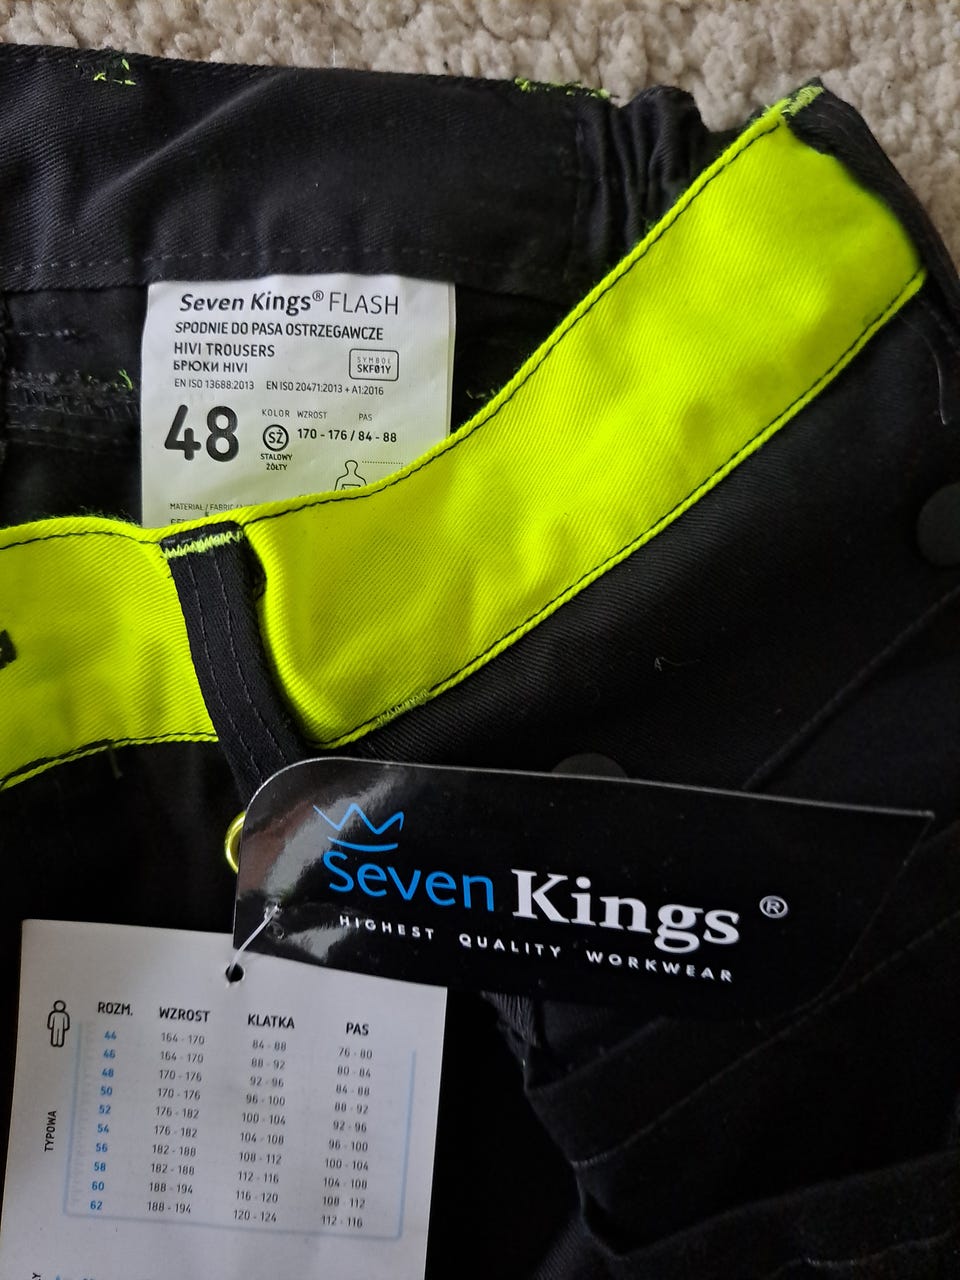 Seven Kings® FLASH
SPODNIE DO PASA OSTRZEGAWCZE
HIVI TROUSERS
БРЮКИ HIVI
SYMBOL
SKF01Y
EN ISO 13688:2013 EN ISO 20471:2013 + A1:2016
48
KOLOR WZROST PAS
SŻ 170 - 176 / 84 - 88
STALOWY
ŻÓŁTY
MATERIAŁ / FABRIC /
Seven Kings ®
HIGHEST QUALITY WORKWEAR
ROZM. WZROST KLATKA PAS
44 164 - 170 84 - 88 76 - 80
46 164 - 170 88 - 92 80 - 84
48 170 - 176 92 - 96 84 - 88
50 170 - 176 96 - 100 88 - 92
52 176 - 182 100 - 104 92 - 96
54 176 - 182 104 - 108 96 - 100
56 182 - 188 108 - 112 100 - 104
58 182 - 188 112 - 116 104 - 108
60 188 - 194 116 - 120 108 - 112
62 188 - 194 120 - 124 112 - 116
TYPOWA